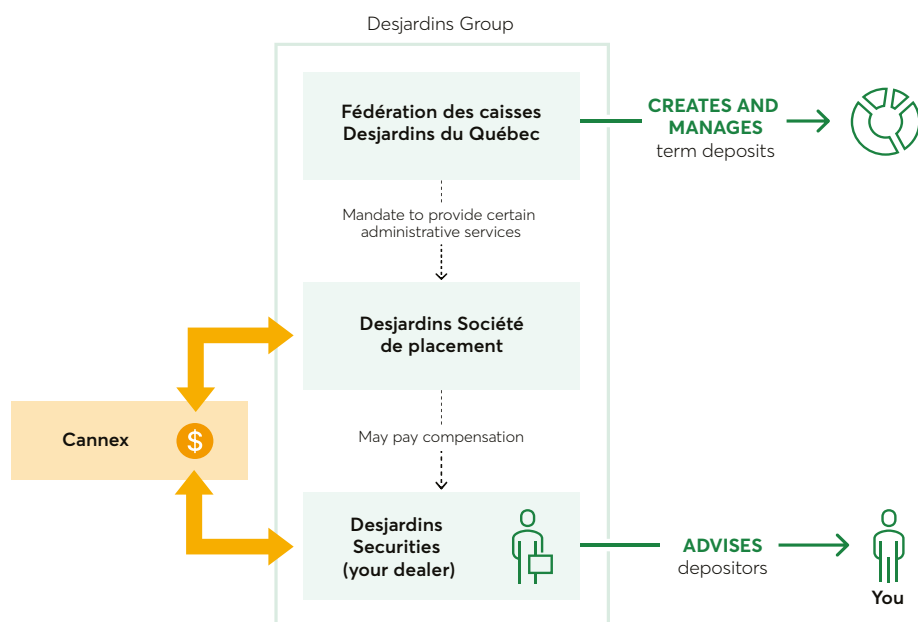 Desjardins Group
Fédération des caisses
Desjardins du Québec
CREATES AND
MANAGES
term deposits
Mandate to provide certain
administrative services
Desjardins Société
de placement
Cannex
$
May pay compensation
Desjardins
Securities
(your dealer)
ADVISES
depositors
You